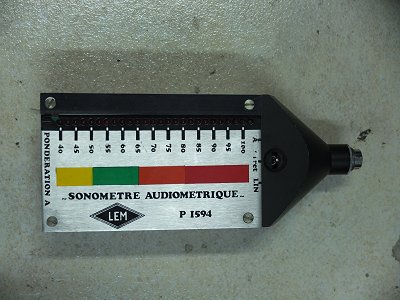 PONDERATION A
40 45 50 55 60 65 70 75 80 85 90 95 100
LIN
SONOMETRE AUDIOMETRIQUE
LEM
P 1594